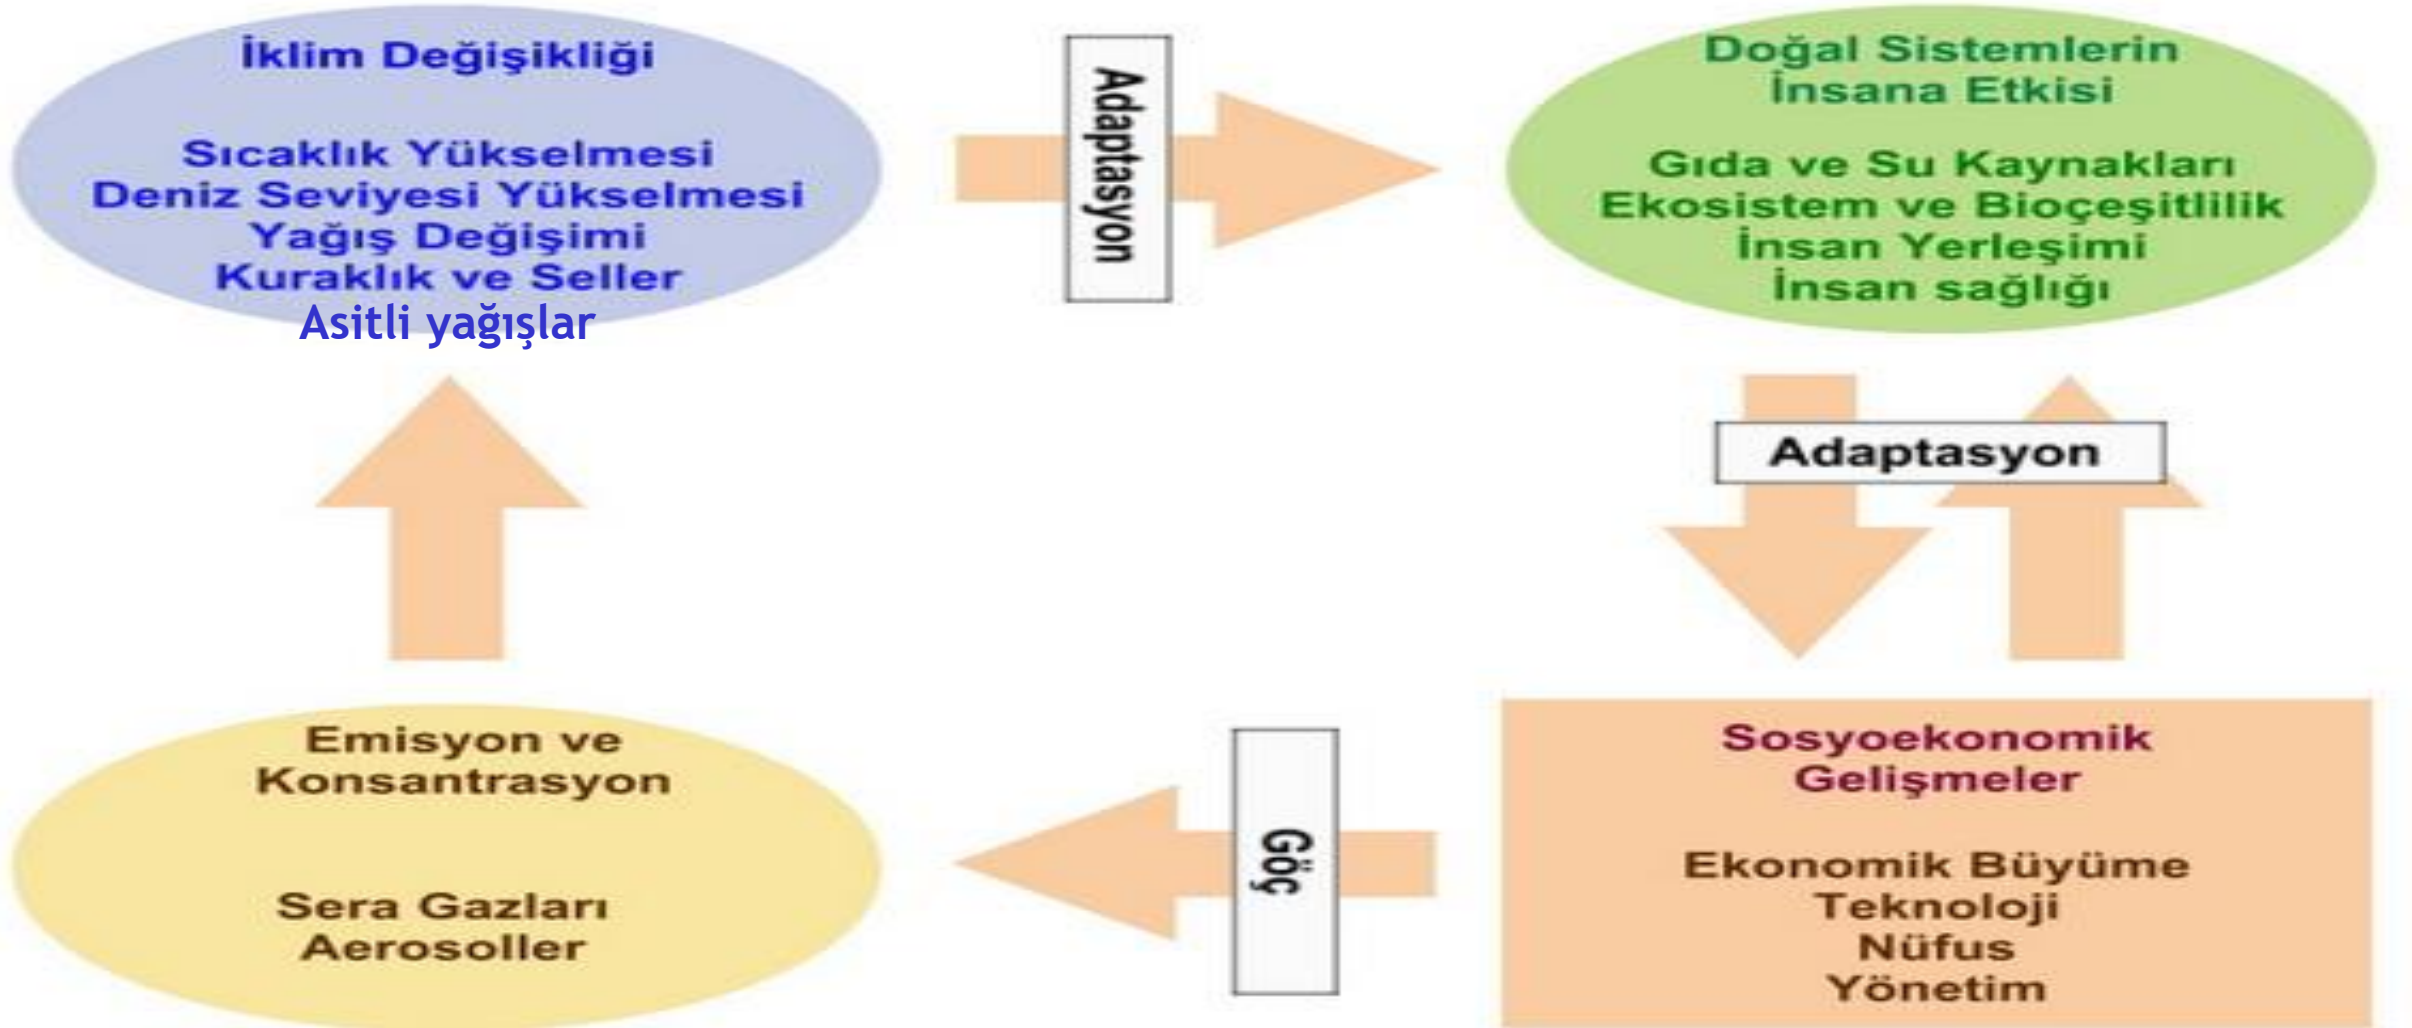 İklim Değişikliği
Sıcaklık Yükselmesi
Deniz Seviyesi Yükselmesi
Yağış Değişimi
Kuraklık ve Seller
Asitli yağışlar
Adaptasyon
Doğal Sistemlerin
İnsana Etkisi
Gıda ve Su Kaynakları
Ekosistem ve Bioçeşitlilik
İnsan Yerleşimi
İnsan sağlığı
Adaptasyon
Sosyoekonomik
Gelişmeler
Ekonomik Büyüme
Teknoloji
Nüfus
Yönetim
Göç
Emisyon ve
Konsantrasyon
Sera Gazları
Aerosoller